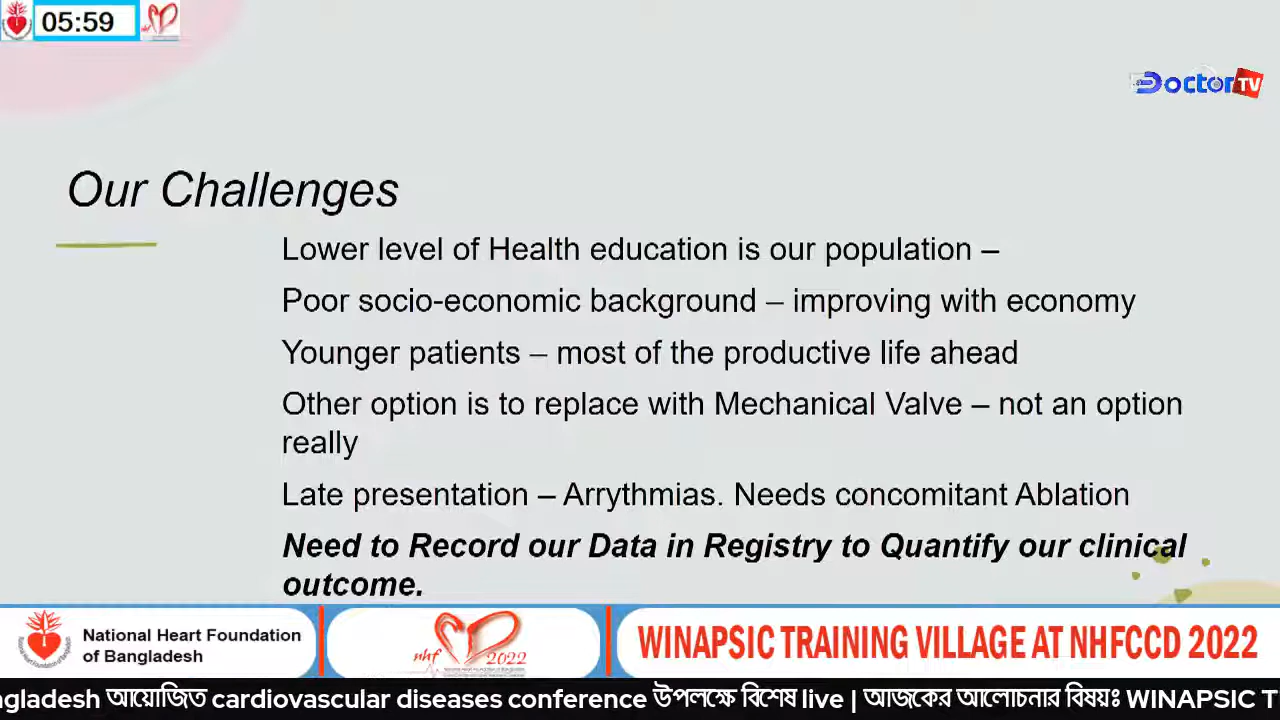 05:59
Doctor TV
Our Challenges
Lower level of Health education is our population –
Poor socio-economic background – improving with economy
Younger patients – most of the productive life ahead
Other option is to replace with Mechanical Valve – not an option
really
Late presentation – Arrythmias. Needs concomitant Ablation
Need to Record our Data in Registry to Quantify our clinical
outcome.
National Heart Foundation
of Bangladesh
nhf 2022
WINAPSIC TRAINING VILLAGE AT NHFCCD 2022
ngladesh আয়োজিত cardiovascular diseases conference উপলক্ষে বিশেষ live | আজকের আলোচনার বিষয়ঃ WINAPSIC T